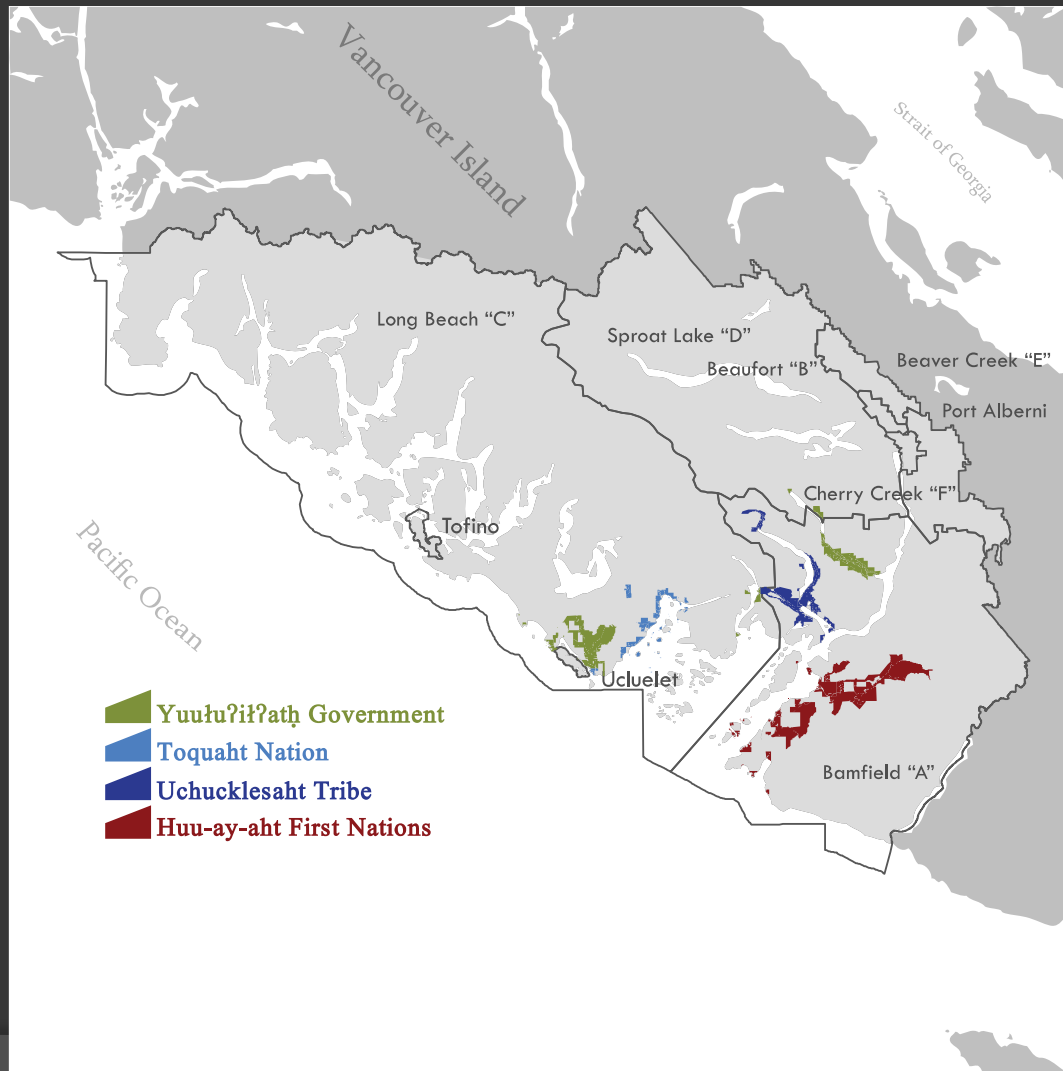 Vancouver Island
Strait of Georgia
Long Beach “C”
Sproat Lake “D”
Beaufort “B”
Beaver Creek “E”
Port Alberni
Cherry Creek “F”
Tofino
Pacific Ocean
Ucluelet
Bamfield “A”
Yuułuʔiłʔatḥ Government
Toquaht Nation
Uchucklesaht Tribe
Huu-ay-aht First Nations